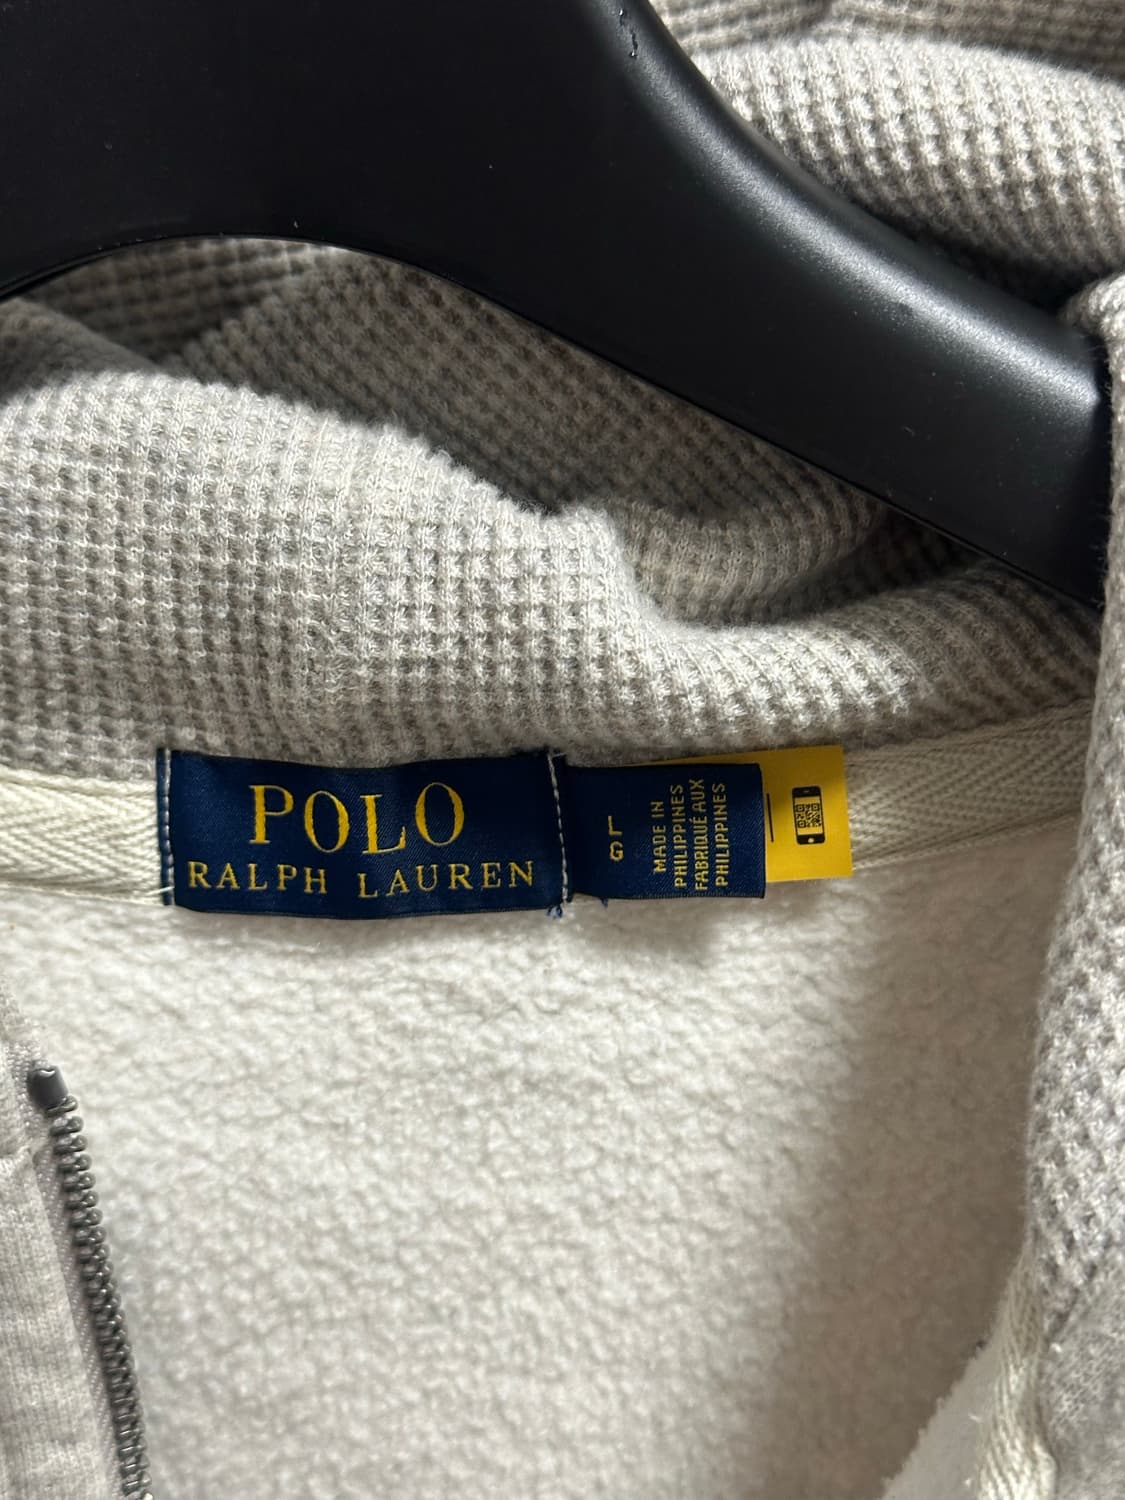 POLO
RALPH LAUREN
L
G
MADE IN
PHILIPPINES
FABRIQUÉ AUX
PHILIPPINES